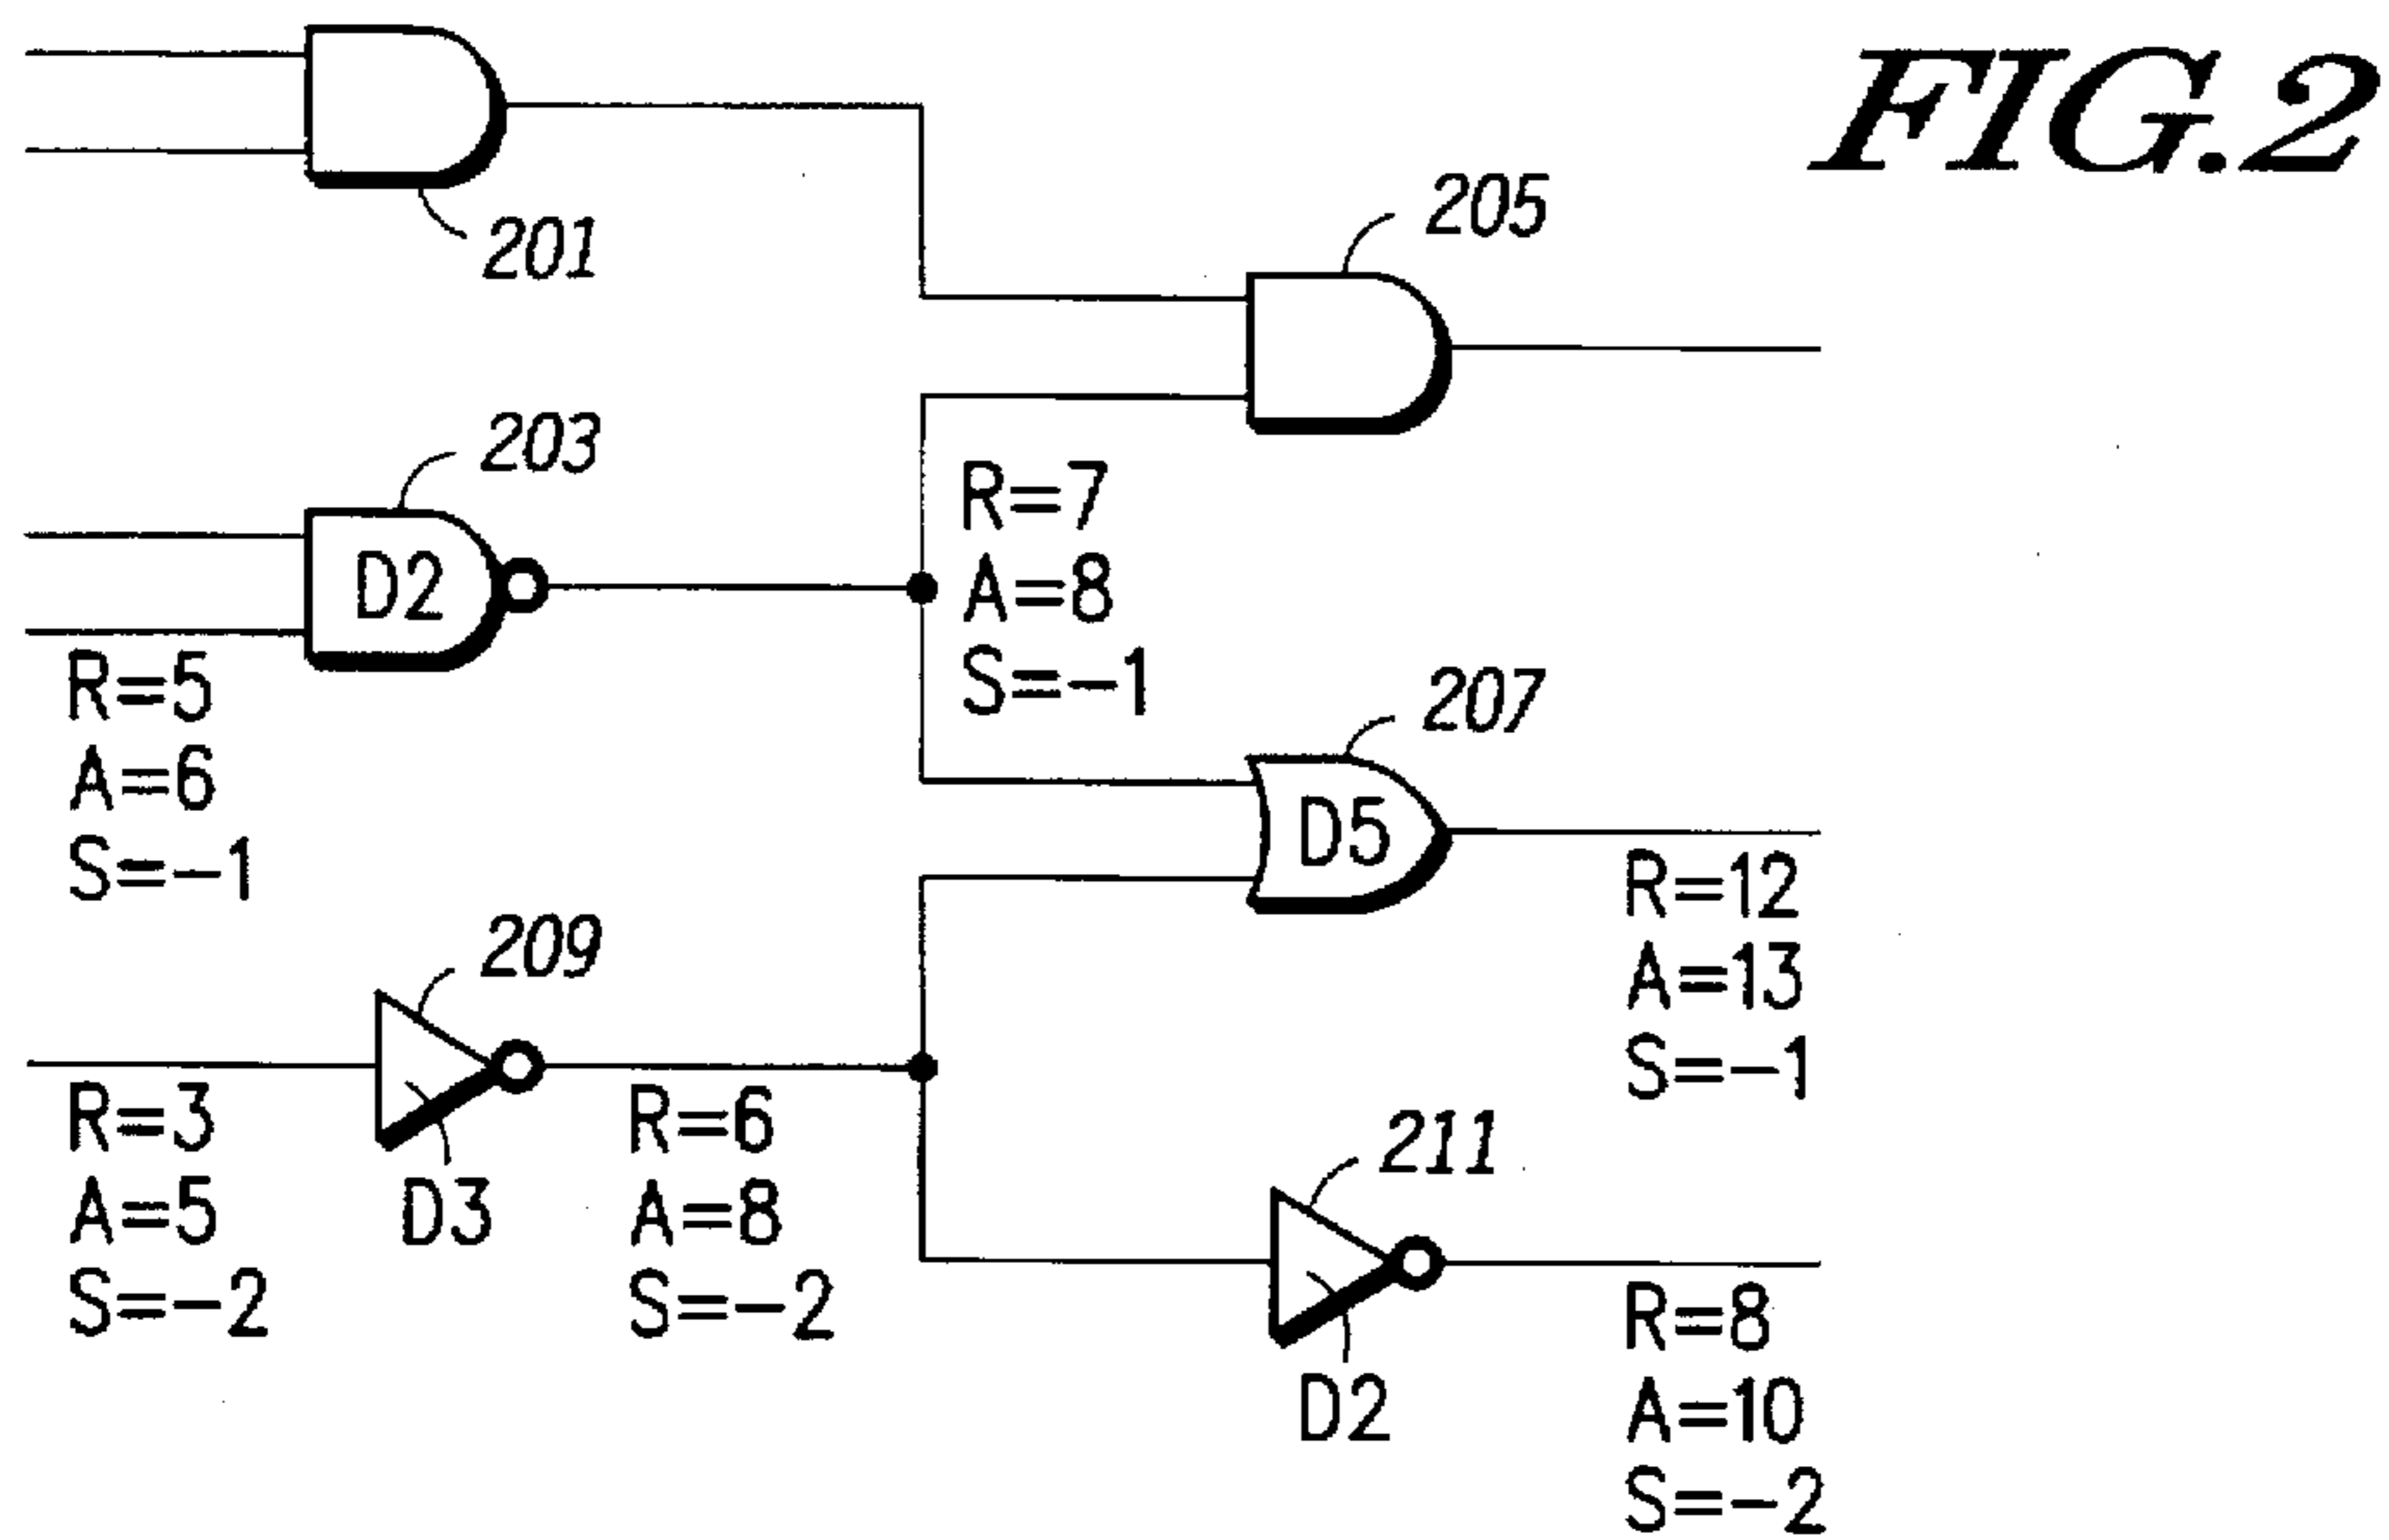 FIG.2
201
205
203
D2
R=7
A=8
S=-1
R=5
A=6
S=-1
207
D5
R=12
A=13
S=-1
209
D3
R=3
A=5
S=-2
R=6
A=8
S=-2
211
D2
R=8
A=10
S=-2